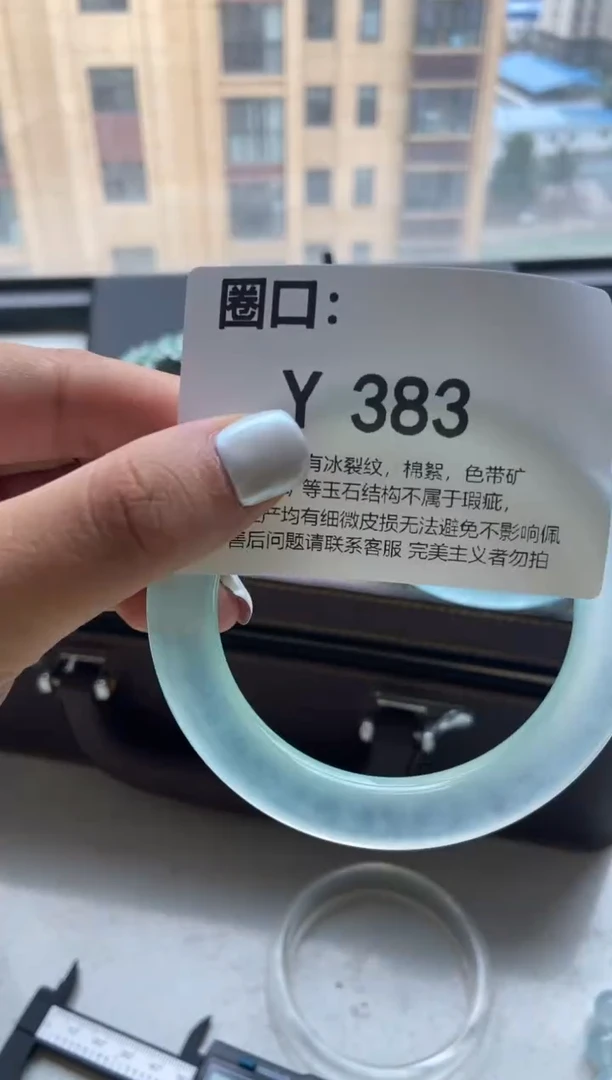 圈口：
Y 383
有冰裂纹，棉絮，色带矿
等玉石结构不属于瑕疵，
均有细微皮损无法避免不影响佩
售后问题请联系客服 完美主义者勿拍